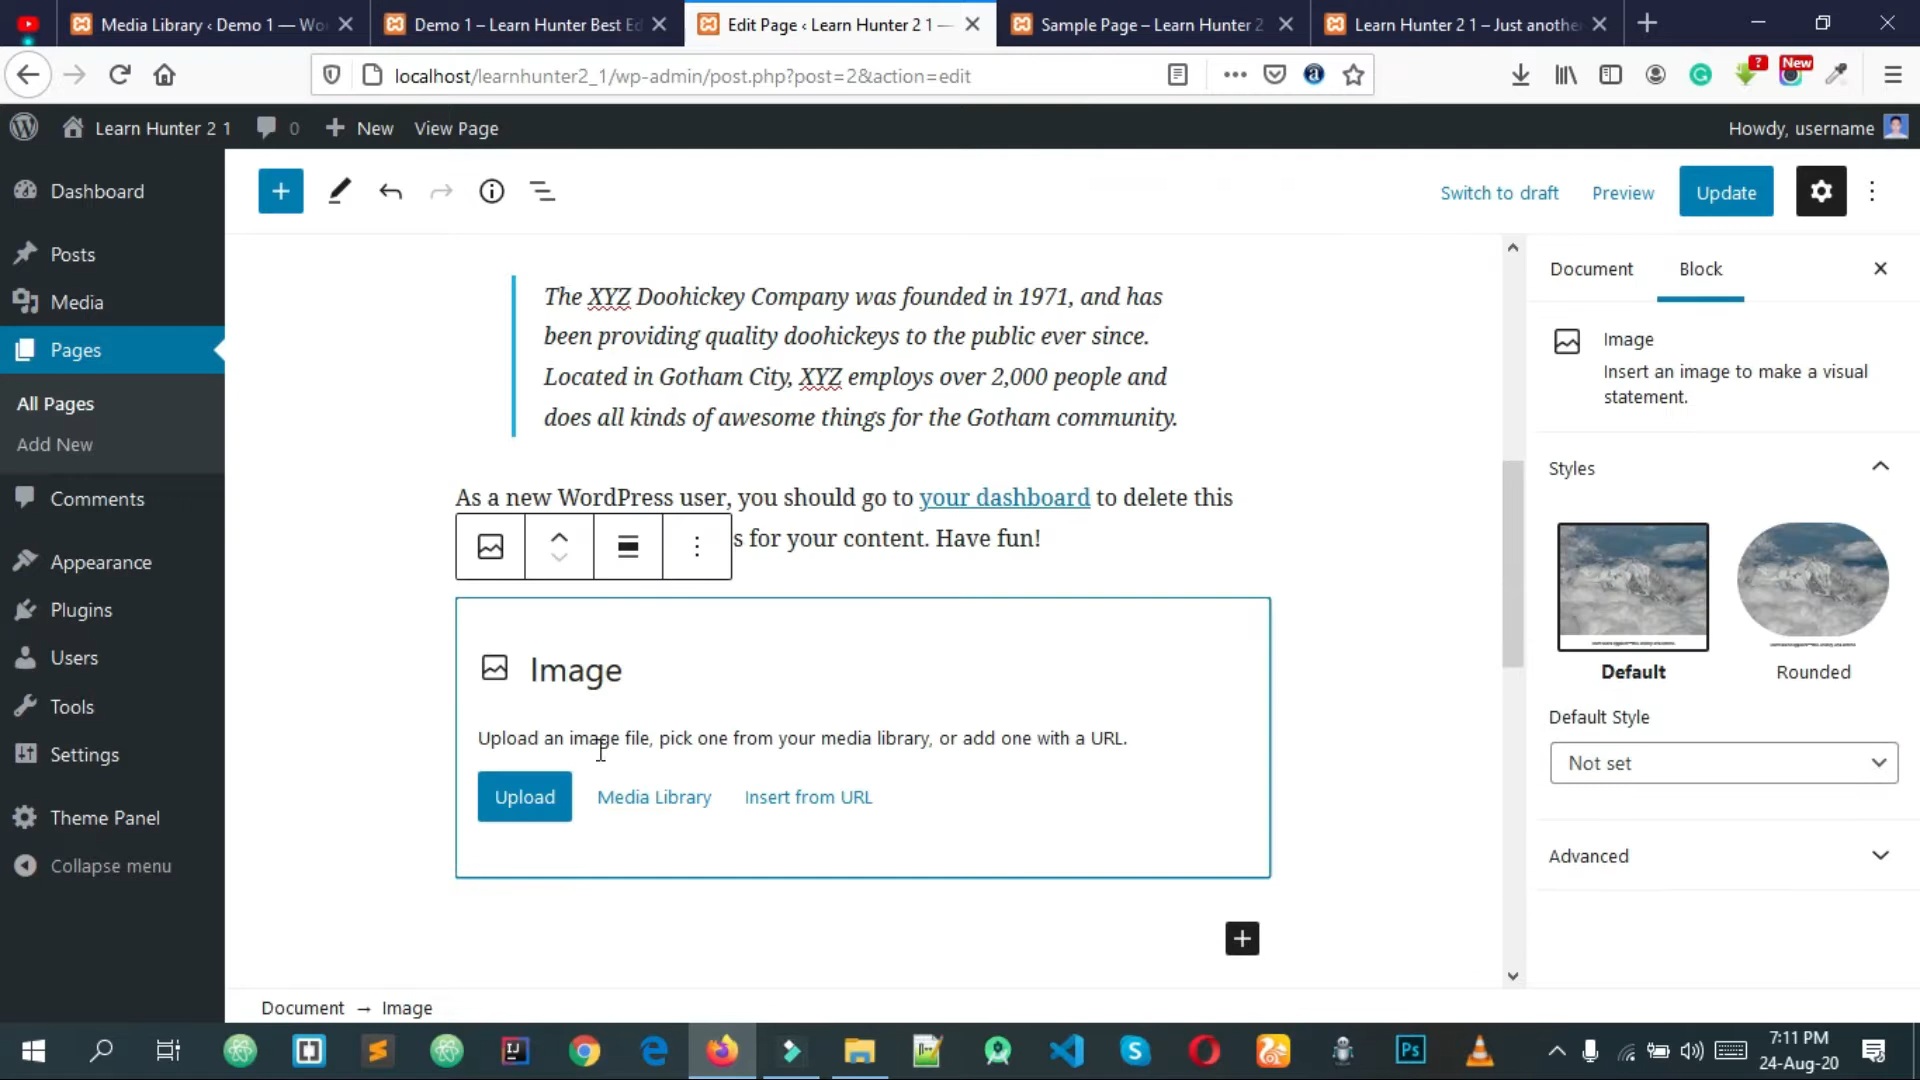 Media Library ‹ Demo 1 — Wo
Demo 1 – Learn Hunter Best Ed
Edit Page ‹ Learn Hunter 2 1 —
Sample Page – Learn Hunter 2
Learn Hunter 2 1 – Just anothe
localhost/learnhunter2_1/wp-admin/post.php?post=2&action=edit
?
New
Learn Hunter 2 1
0
New
View Page
Howdy, username
Dashboard
Posts
Media
Pages
All Pages
Add New
Comments
Appearance
Plugins
Users
Tools
Settings
Theme Panel
Collapse menu
Switch to draft
Preview
Update
The XYZ Doohickey Company was founded in 1971, and has
been providing quality doohickeys to the public ever since.
Located in Gotham City, XYZ employs over 2,000 people and
does all kinds of awesome things for the Gotham community.
As a new WordPress user, you should go to your dashboard to delete this
s for your content. Have fun!
Image
Upload an image file, pick one from your media library, or add one with a URL.
Upload
Media Library
Insert from URL
Document → Image
Document
Block
Image
Insert an image to make a visual
statement.
Styles
Default
Rounded
Default Style
Not set
Advanced
Ps
7:11 PM
24-Aug-20